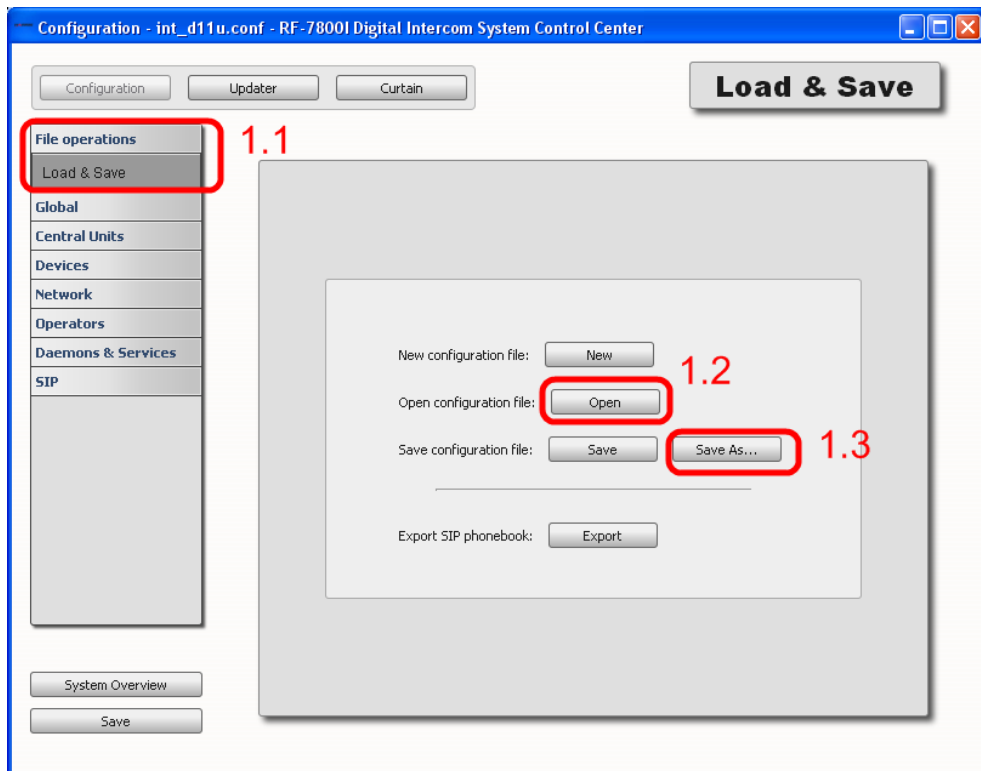 Configuration - int_d11u.conf - RF-7800I Digital Intercom System Control Center
Configuration
Updater
Curtain
Load & Save
File operations
1.1
Load & Save
Global
Central Units
Devices
Network
Operators
Daemons & Services
SIP
New configuration file:
New
1.2
Open configuration file:
Open
Save configuration file:
Save
Save As...
1.3
Export SIP phonebook:
Export
System Overview
Save